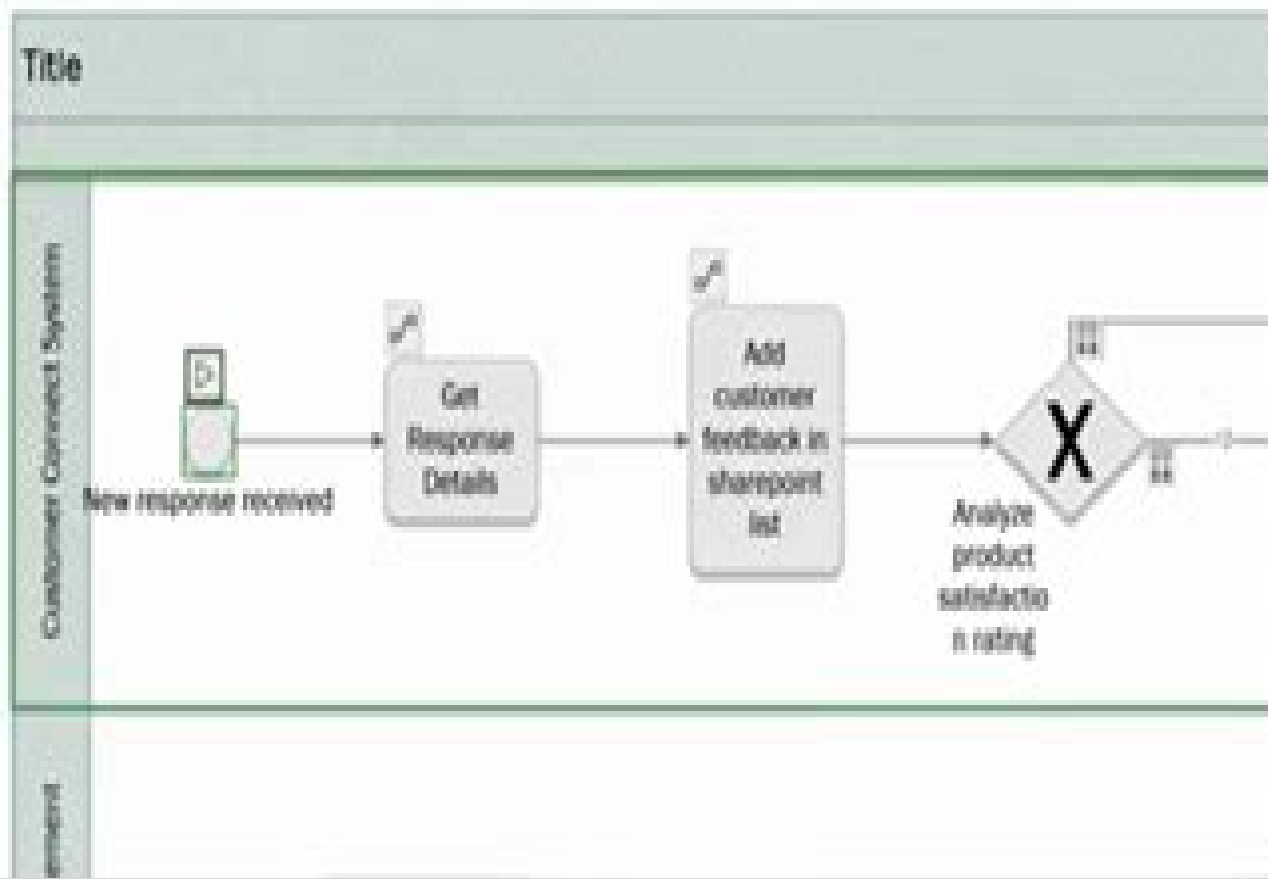 Title
Customer Connect System
New response received
Get
Response
Details
Add
customer
feedback in
sharepoint
list
X
Analyze
product
satisfactio
n rating
ement